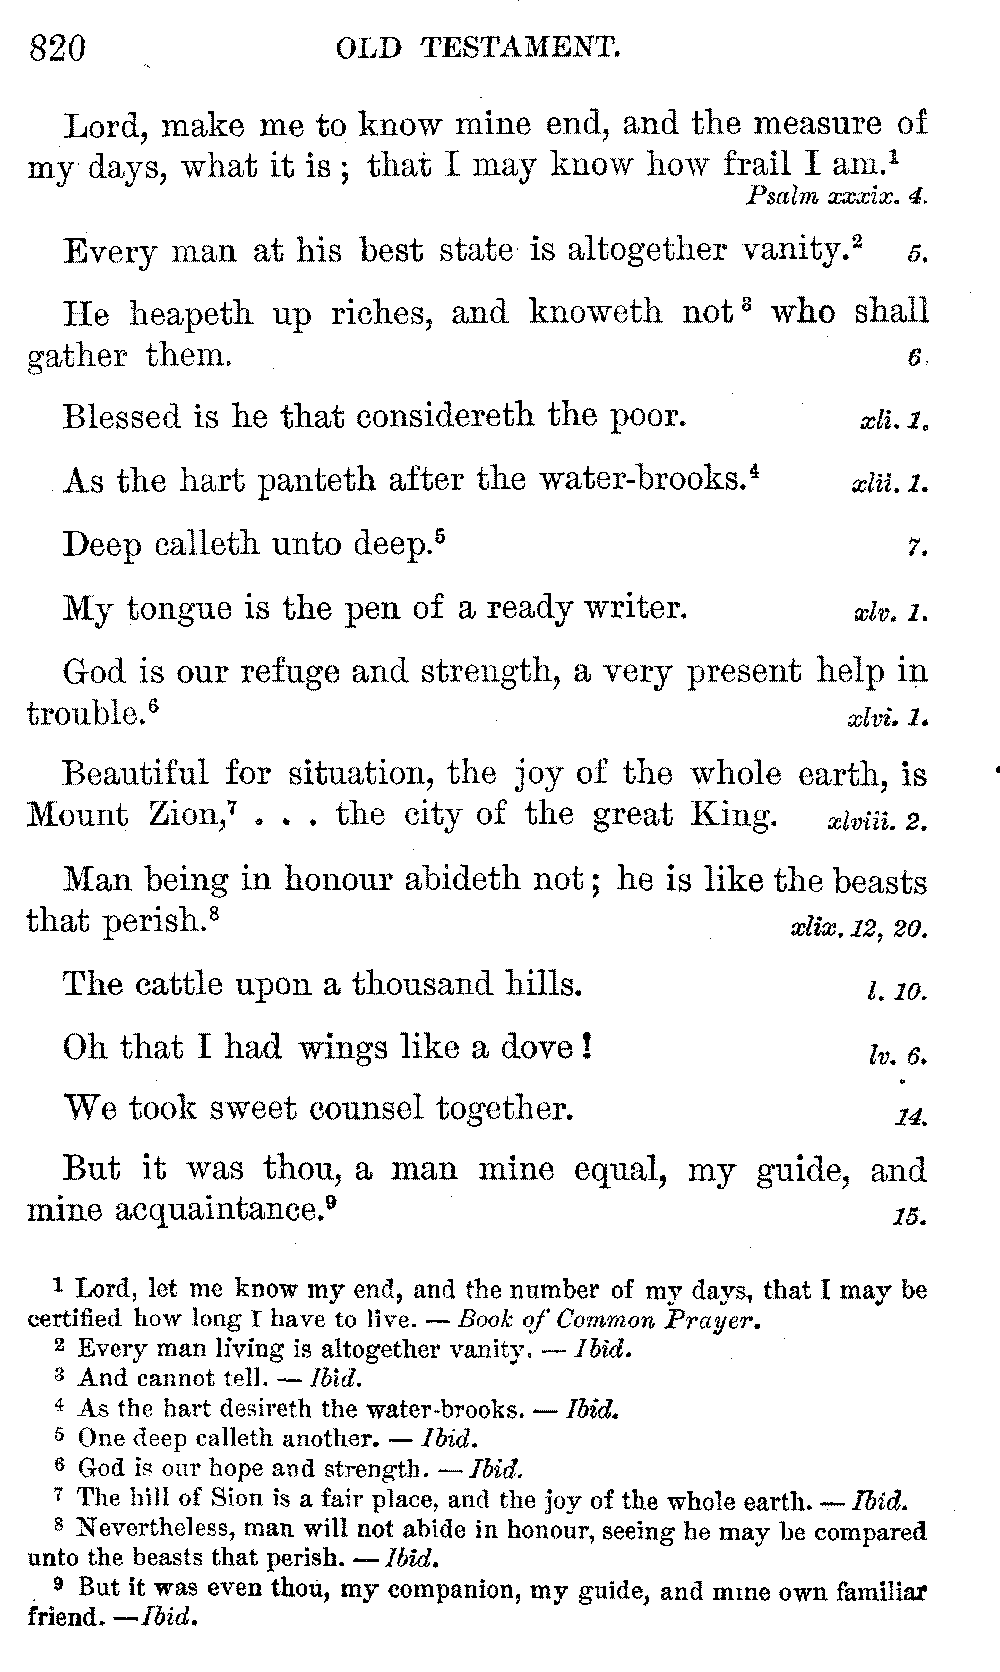 820 OLD TESTAMENT.
Lord, make me to know mine end, and the measure of
my days, what it is ; that I may know how frail I am.¹
Psalm xxxix. 4.
Every man at his best state is altogether vanity.² 5.
He heapeth up riches, and knoweth not ³ who shall
gather them. 6.
Blessed is he that considereth the poor. xli. 1.
As the hart panteth after the water-brooks.⁴ xlii. 1.
Deep calleth unto deep.⁵ 7.
My tongue is the pen of a ready writer. xlv. 1.
God is our refuge and strength, a very present help in
trouble.⁶ xlvi. 1.
Beautiful for situation, the joy of the whole earth, is
Mount Zion,⁷ . . . the city of the great King. xlviii. 2.
Man being in honour abideth not ; he is like the beasts
that perish.⁸ xlix. 12, 20.
The cattle upon a thousand hills. l. 10.
Oh that I had wings like a dove ! lv. 6.
We took sweet counsel together. 14.
But it was thou, a man mine equal, my guide, and
mine acquaintance.⁹ 15.
¹ Lord, let me know my end, and the number of my days, that I may be
certified how long I have to live. — Book of Common Prayer.
² Every man living is altogether vanity. — Ibid.
³ And cannot tell. — Ibid.
⁴ As the hart desireth the water-brooks. — Ibid.
⁵ One deep calleth another. — Ibid.
⁶ God is our hope and strength. — Ibid.
⁷ The hill of Sion is a fair place, and the joy of the whole earth. — Ibid.
⁸ Nevertheless, man will not abide in honour, seeing he may be compared
unto the beasts that perish. — Ibid.
⁹ But it was even thou, my companion, my guide, and mine own familiar
friend. — Ibid.